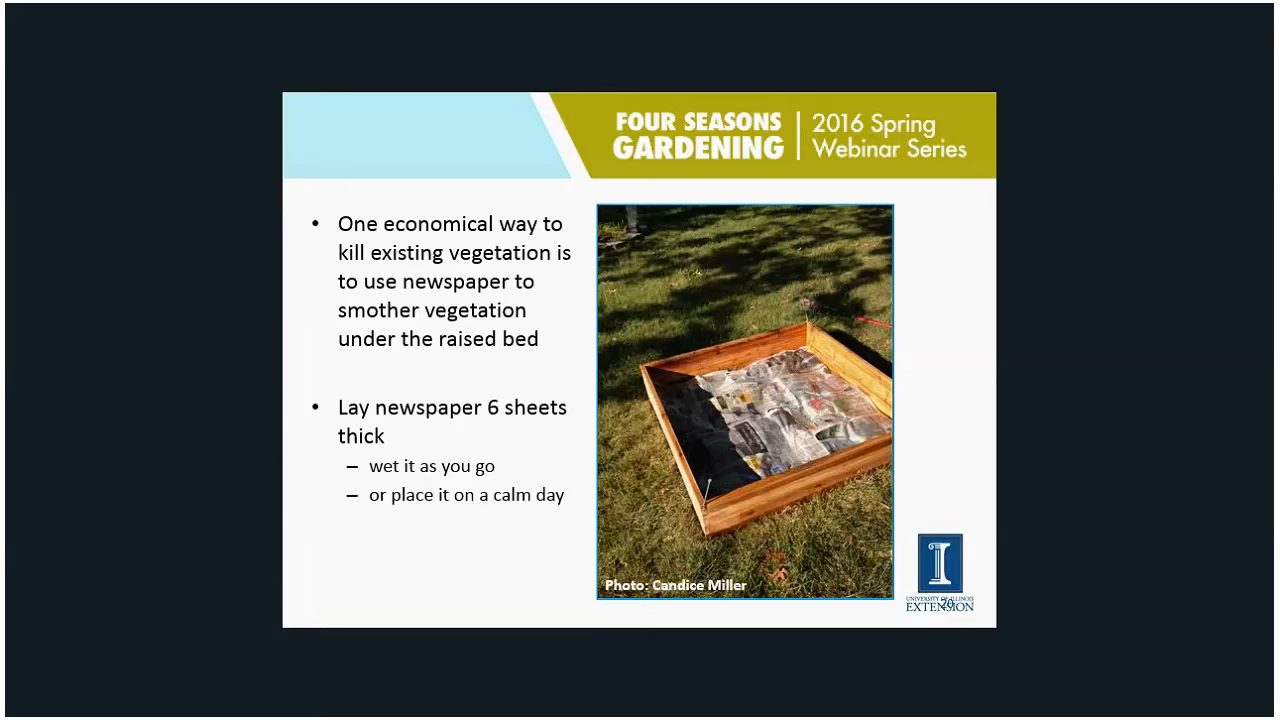 FOUR SEASONS
GARDENING
2016 Spring
Webinar Series
• One economical way to
kill existing vegetation is
to use newspaper to
smother vegetation
under the raised bed
• Lay newspaper 6 sheets
thick
– wet it as you go
– or place it on a calm day
Photo: Candice Miller
I
UNIVERSITY OF ILLINOIS
EXTENSION
20